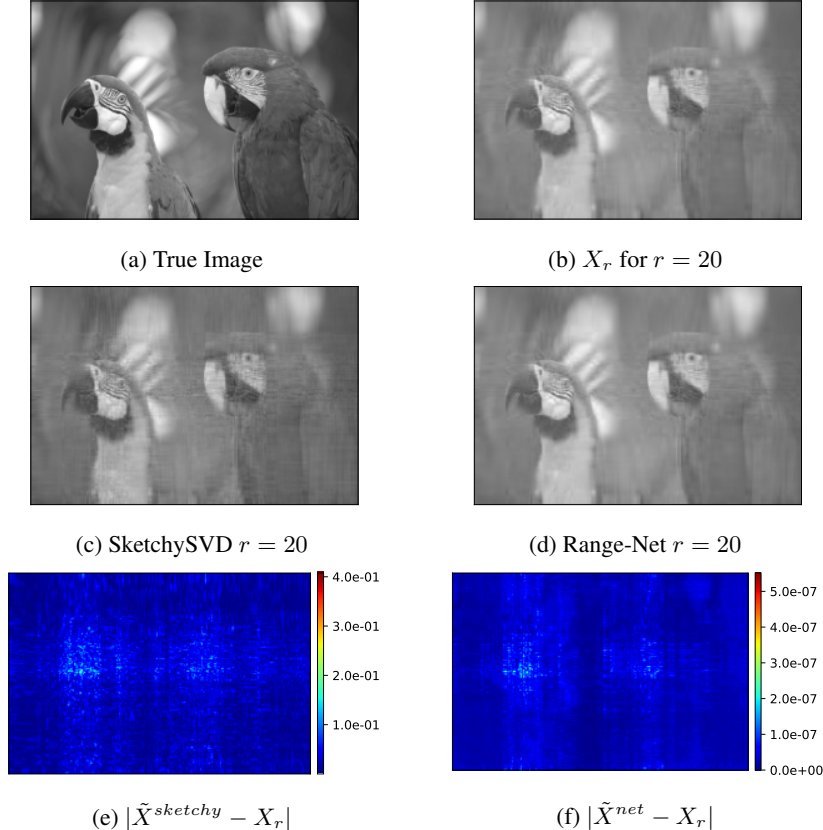 (a) True Image
(b) $X_r$ for $r = 20$
(c) SketchySVD $r = 20$
(d) Range-Net $r = 20$
4.0e-01
3.0e-01
2.0e-01
1.0e-01
5.0e-07
4.0e-07
3.0e-07
2.0e-07
1.0e-07
0.0e+00
(e) $|\tilde{X}^{sketchy} - X_r|$
(f) $|\tilde{X}^{net} - X_r|$